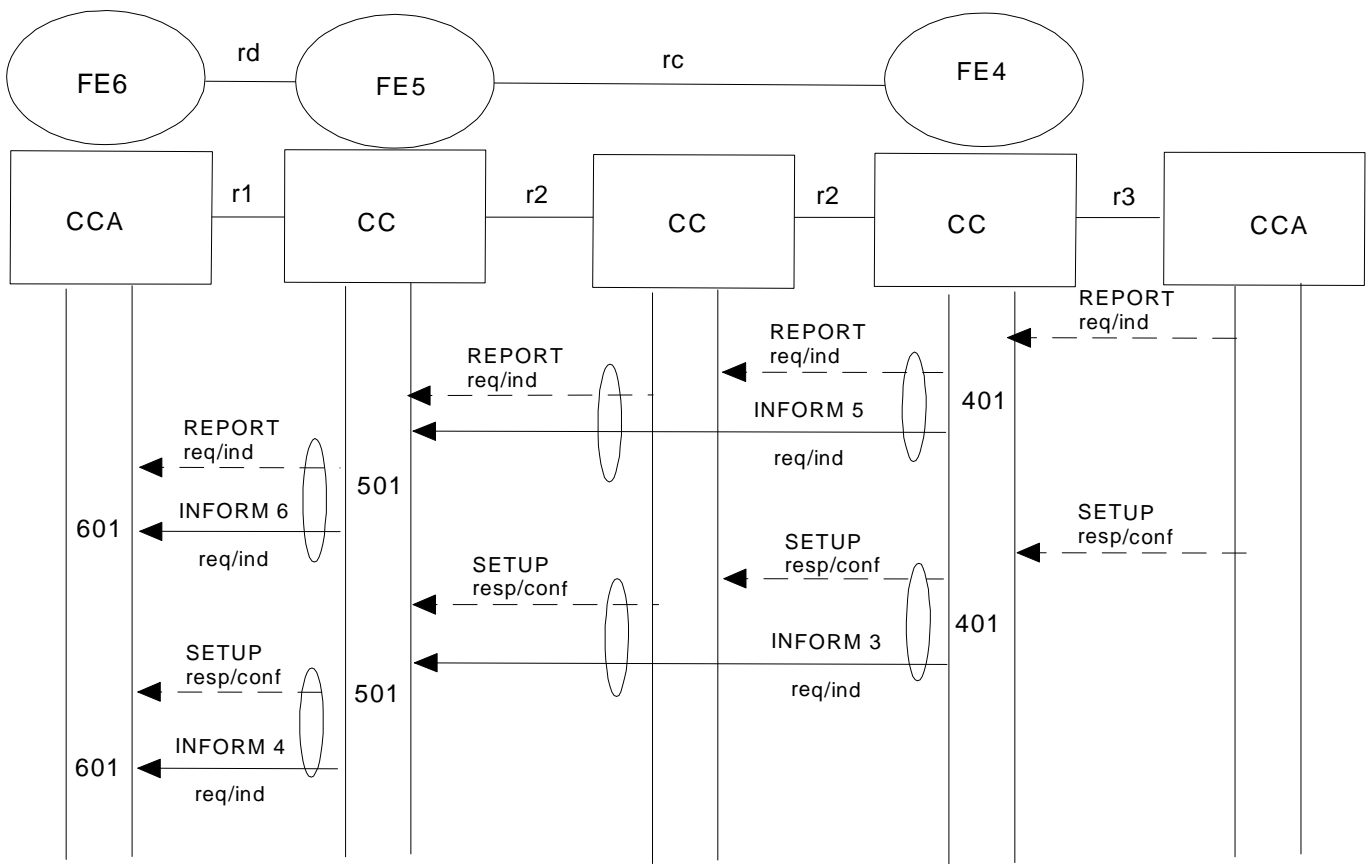 rd
rc
FE6
FE5
FE4
r1
r2
r2
r3
CCA
CC
CC
CC
CCA
REPORT
req/ind
REPORT
req/ind
REPORT
req/ind
401
INFORM 5
req/ind
REPORT
req/ind
501
INFORM 6
601
req/ind
SETUP
resp/conf
SETUP
resp/conf
SETUP
resp/conf
401
INFORM 3
req/ind
SETUP
resp/conf
501
INFORM 4
601
req/ind